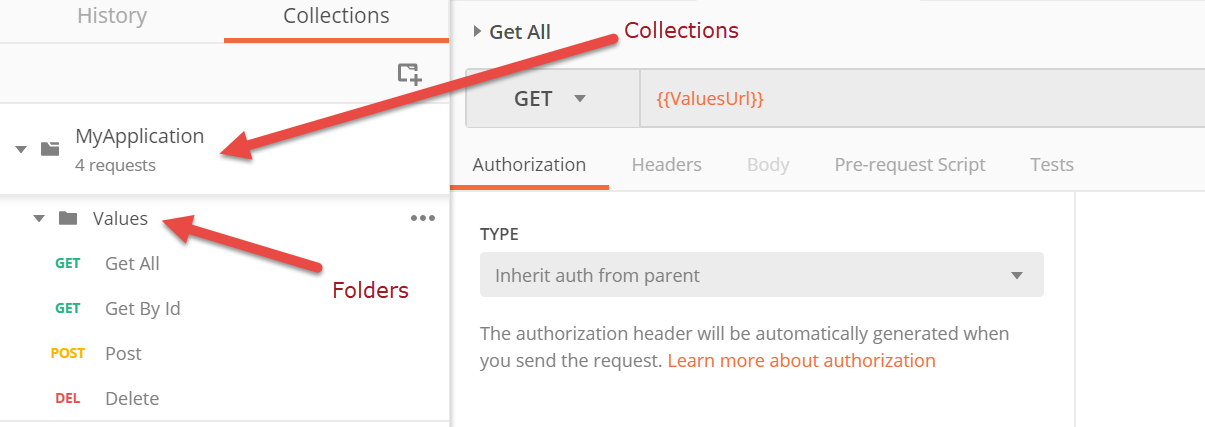 History
Collections
MyApplication
4 requests
Values
GET Get All
GET Get By Id
POST Post
DEL Delete
Folders
Collections
Get All
GET {{ValuesUrl}}
Authorization Headers Body Pre-request Script Tests
TYPE
Inherit auth from parent
The authorization header will be automatically generated when
you send the request. Learn more about authorization